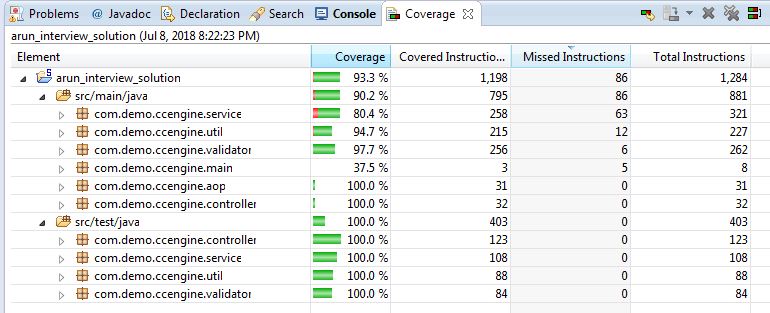 Problems @ Javadoc Declaration Search Console Coverage
arun_interview_solution (Jul 8, 2018 8:22:23 PM)
Element Coverage Covered Instructio... Missed Instructions Total Instructions
arun_interview_solution 93.3 % 1,198 86 1,284
src/main/java 90.2 % 795 86 881
com.demo.ccengine.service 80.4 % 258 63 321
com.demo.ccengine.util 94.7 % 215 12 227
com.demo.ccengine.validator 97.7 % 256 6 262
com.demo.ccengine.main 37.5 % 3 5 8
com.demo.ccengine.aop 100.0 % 31 0 31
com.demo.ccengine.controller 100.0 % 32 0 32
src/test/java 100.0 % 403 0 403
com.demo.ccengine.controller 100.0 % 123 0 123
com.demo.ccengine.service 100.0 % 108 0 108
com.demo.ccengine.util 100.0 % 88 0 88
com.demo.ccengine.validator 100.0 % 84 0 84